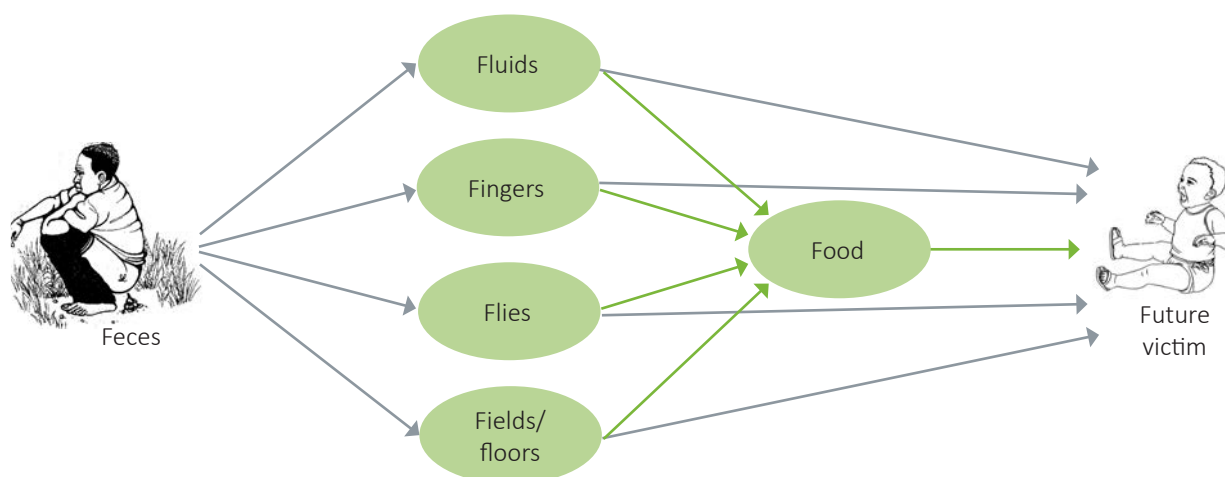 Fluids
Fingers
Food
Flies
Feces
Future
victim
Fields/
floors